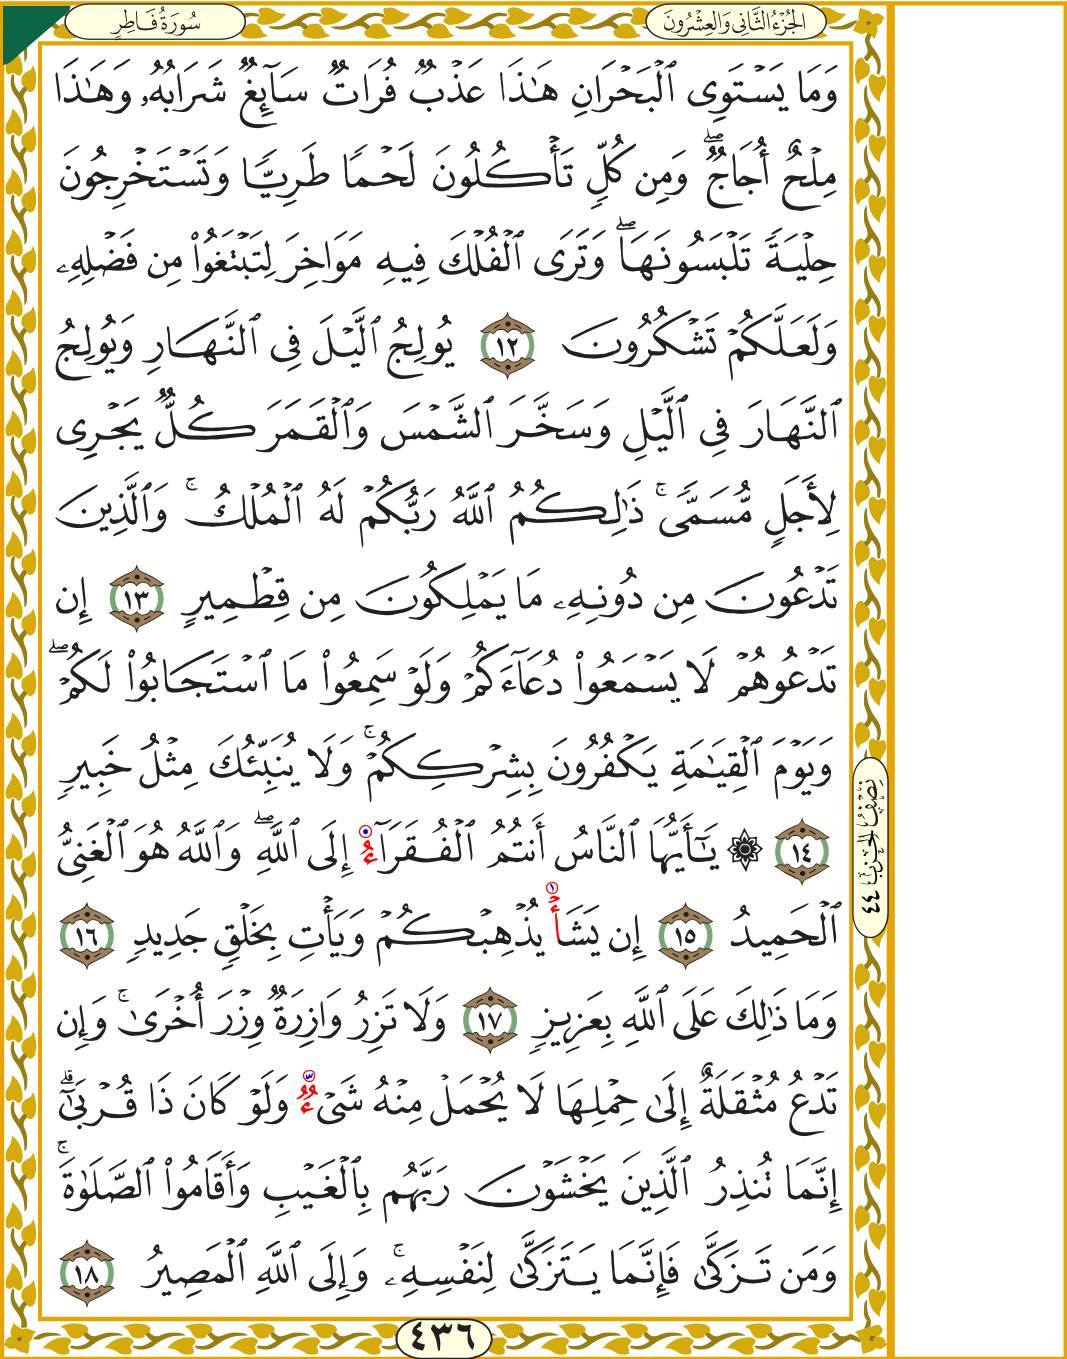 سُورَةُ فَاطِرٍ
الجُزْءُ الثَّانِي وَالعِشْرُونَ
وَمَا يَسْتَوِى ٱلْبَحْرَانِ هَٰذَا عَذْبٌ فُرَاتٌ سَآئِغٌ شَرَابُهُۥ وَهَٰذَا
مِلْحٌ أُجَاجٌ ۖ وَمِن كُلٍّ تَأْكُلُونَ لَحْمًا طَرِيًّا وَتَسْتَخْرِجُونَ
حِلْيَةً تَلْبَسُونَهَا ۖ وَتَرَى ٱلْفُلْكَ فِيهِ مَوَاخِرَ لِتَبْتَغُوا۟ مِن فَضْلِهِۦ
وَلَعَلَّكُمْ تَشْكُرُونَ ١٢ يُولِجُ ٱلَّيْلَ فِى ٱلنَّهَارِ وَيُولِجُ
ٱلنَّهَارَ فِى ٱلَّيْلِ وَسَخَّرَ ٱلشَّمْسَ وَٱلْقَمَرَ كُلٌّ يَجْرِى
لِأَجَلٍ مُّسَمًّى ۚ ذَٰلِكُمُ ٱللَّهُ رَبُّكُمْ لَهُ ٱلْمُلْكُ ۚ وَٱلَّذِينَ
تَدْعُونَ مِن دُونِهِۦ مَا يَمْلِكُونَ مِن قِطْمِيرٍ ١٣ إِن
تَدْعُوهُمْ لَا يَسْمَعُوا۟ دُعَآءَكُمْ وَلَوْ سَمِعُوا۟ مَا ٱسْتَجَابُوا۟ لَكُمْ ۖ
وَيَوْمَ ٱلْقِيَٰمَةِ يَكْفُرُونَ بِشِرْكِكُمْ ۚ وَلَا يُنَبِّئُكَ مِثْلُ خَبِيرٍ
١٤ ۞ يَٰٓأَيُّهَا ٱلنَّاسُ أَنتُمُ ٱلْفُقَرَآءُ إِلَى ٱللَّهِ ۖ وَٱللَّهُ هُوَ ٱلْغَنِىُّ
ٱلْحَمِيدُ ١٥ إِن يَشَأْ يُذْهِبْكُمْ وَيَأْتِ بِخَلْقٍ جَدِيدٍ ١٦
وَمَا ذَٰلِكَ عَلَى ٱللَّهِ بِعَزِيزٍ ١٧ وَلَا تَزِرُ وَازِرَةٌ وِزْرَ أُخْرَىٰ ۚ وَإِن
تَدْعُ مُثْقَلَةٌ إِلَىٰ حِمْلِهَا لَا يُحْمَلْ مِنْهُ شَىْءٌ وَلَوْ كَانَ ذَا قُرْبَىٰٓ ۗ
إِنَّمَا تُنذِرُ ٱلَّذِينَ يَخْشَوْنَ رَبَّهُم بِٱلْغَيْبِ وَأَقَامُوا۟ ٱلصَّلَوٰةَ ۚ
وَمَن تَزَكَّىٰ فَإِنَّمَا يَتَزَكَّىٰ لِنَفْسِهِۦ ۚ وَإِلَى ٱللَّهِ ٱلْمَصِيرُ ١٨
نِصْفُ الحِزْبِ ٤٤
٤٣٦